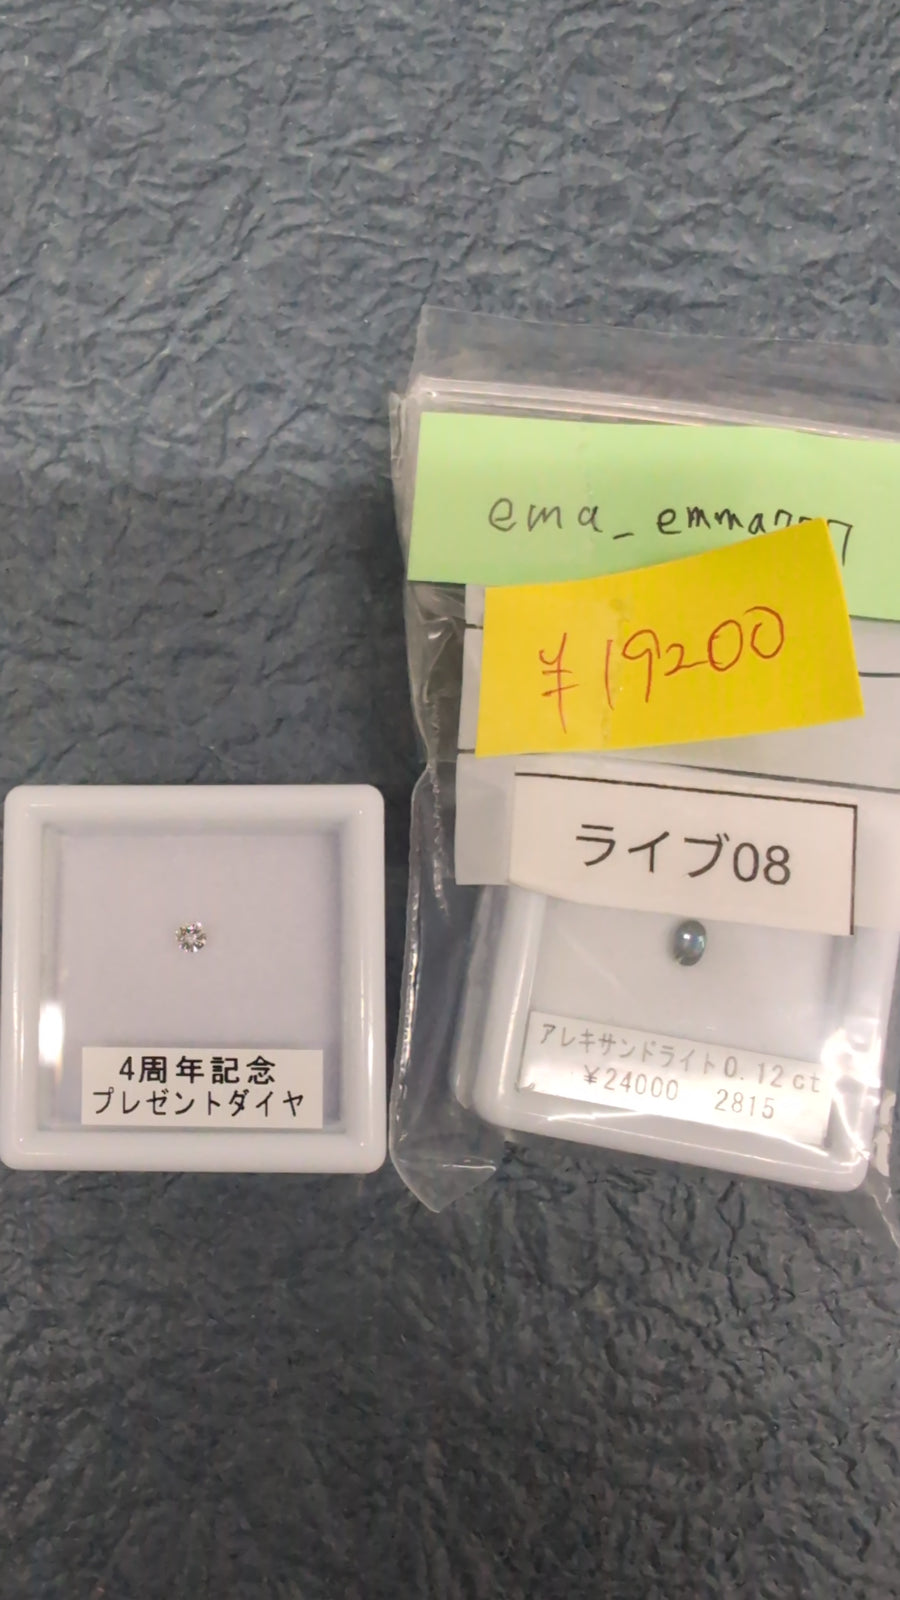 ema_emma777
¥19200
ライブ08
アレキサンドライト0.12ct
¥24000 2815
4周年記念
プレゼントダイヤ